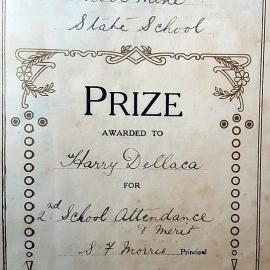 State School
PRIZE
AWARDED TO
Harry Dellaca
FOR
2nd School Attendance
& Merit
S. F. Morris Principal